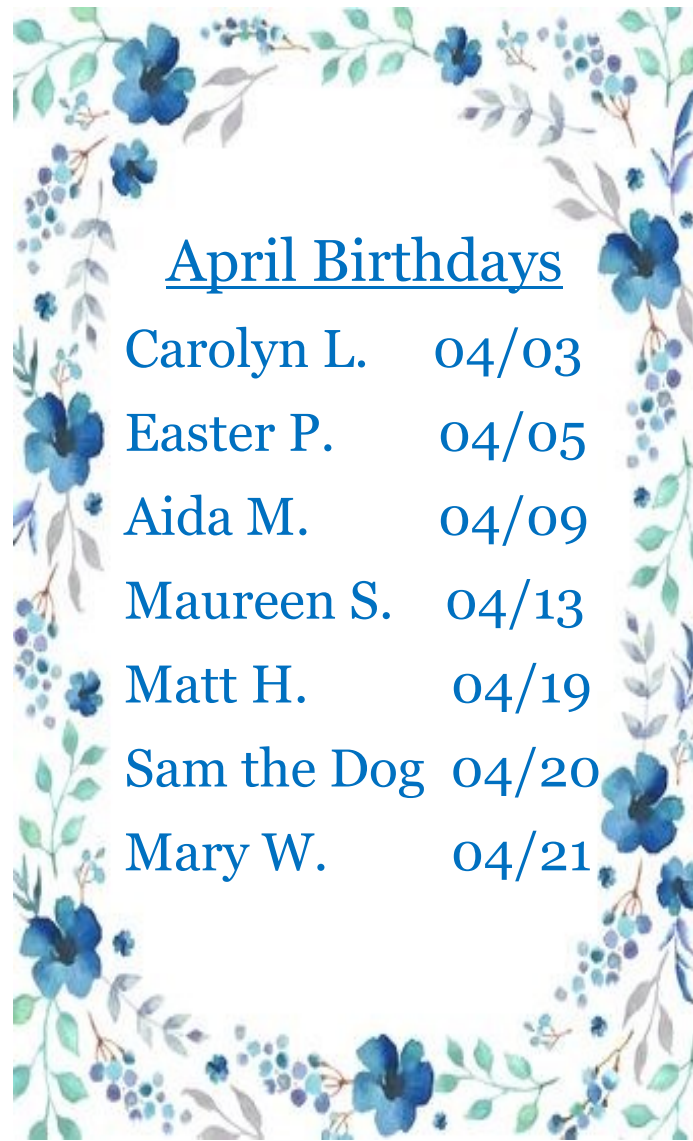 April Birthdays
Carolyn L. 04/03
Easter P. 04/05
Aida M. 04/09
Maureen S. 04/13
Matt H. 04/19
Sam the Dog 04/20
Mary W. 04/21